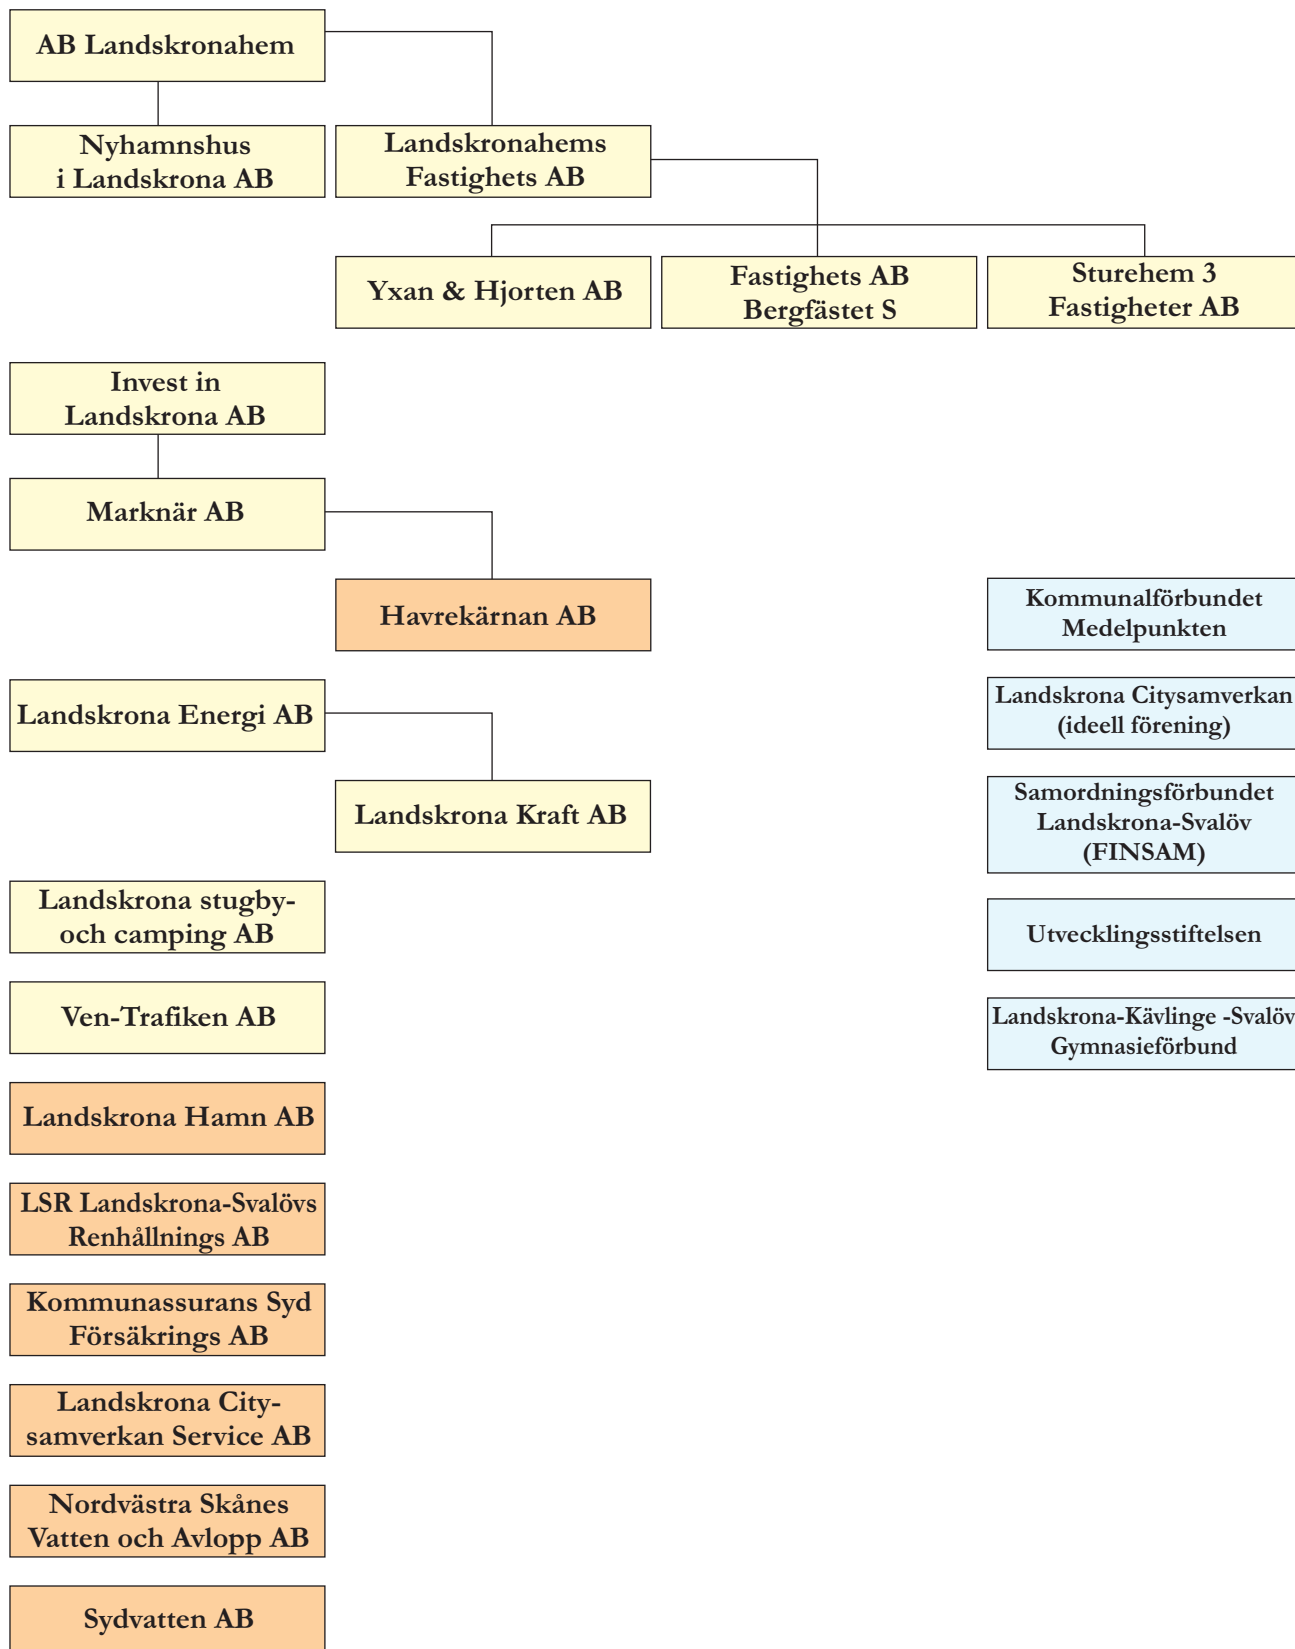 AB Landskronahem
Nyhamnshus
i Landskrona AB
Landskronahems
Fastighets AB
Yxan & Hjorten AB
Fastighets AB
Bergfästet S
Sturehem 3
Fastigheter AB
Invest in
Landskrona AB
Marknär AB
Havrekärnan AB
Landskrona Energi AB
Landskrona Kraft AB
Landskrona stugby-
och camping AB
Ven-Trafiken AB
Landskrona Hamn AB
LSR Landskrona-Svalövs
Renhållnings AB
Kommunassurans Syd
Försäkrings AB
Landskrona City-
samverkan Service AB
Nordvästra Skånes
Vatten och Avlopp AB
Sydvatten AB
Kommunalförbundet
Medelpunkten
Landskrona Citysamverkan
(ideell förening)
Samordningsförbundet
Landskrona-Svalöv
(FINSAM)
Utvecklingsstiftelsen
Landskrona-Kävlinge -Svalöv
Gymnasieförbund